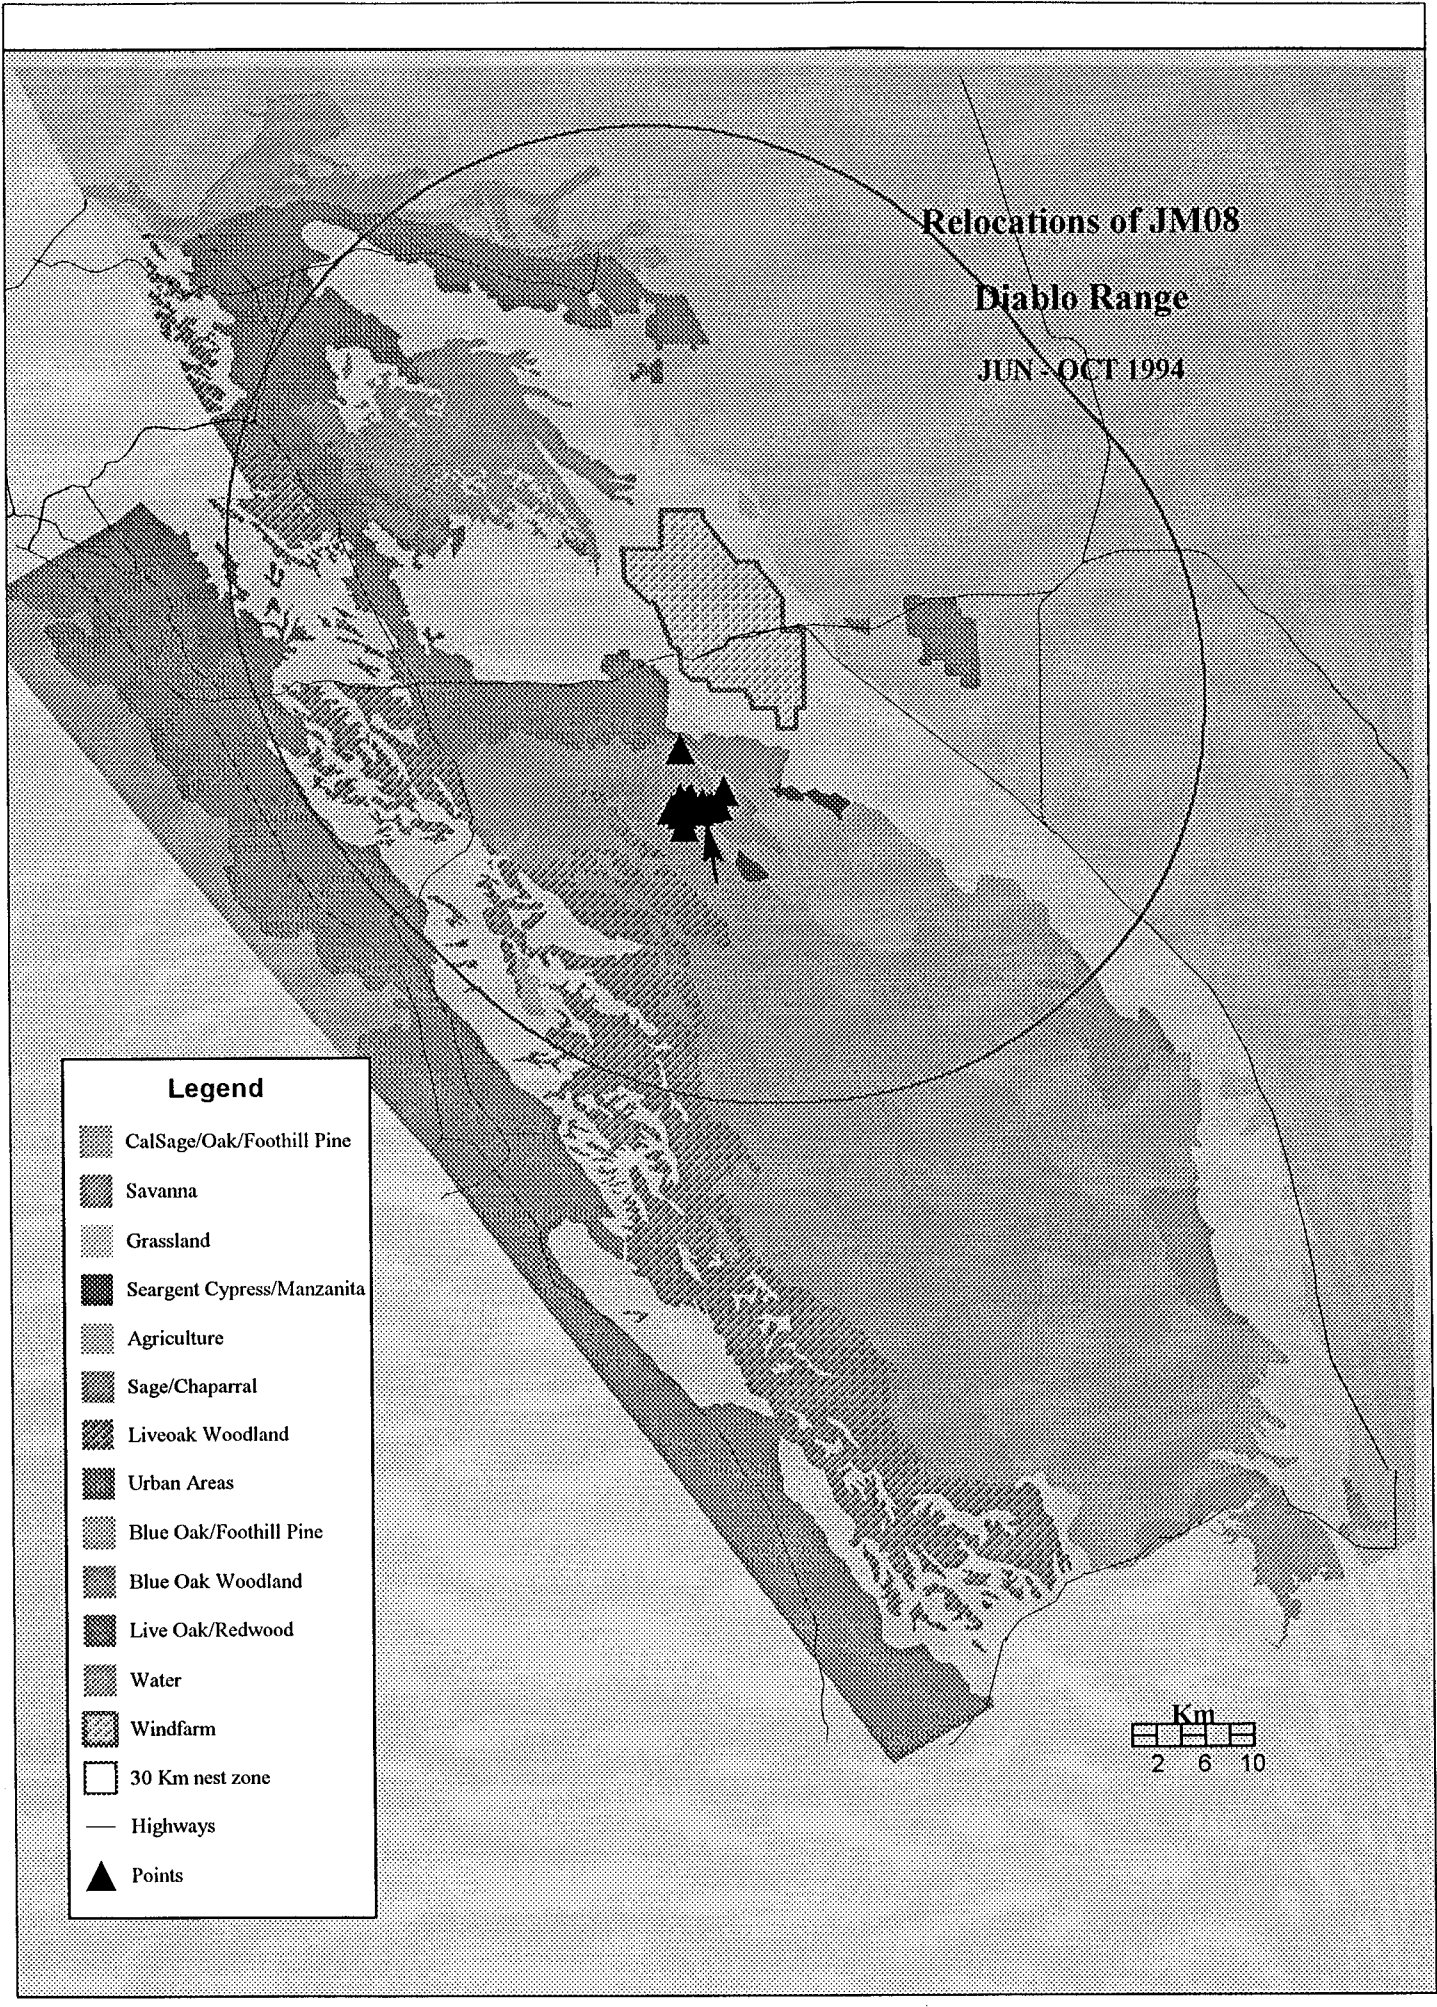 Relocations of JM08
Diablo Range
JUN - OCT 1994
Legend
CalSage/Oak/Foothill Pine
Savanna
Grassland
Seargent Cypress/Manzanita
Agriculture
Sage/Chaparral
Liveoak Woodland
Urban Areas
Blue Oak/Foothill Pine
Blue Oak Woodland
Live Oak/Redwood
Water
Windfarm
30 Km nest zone
Highways
Points
Km
2 6 10